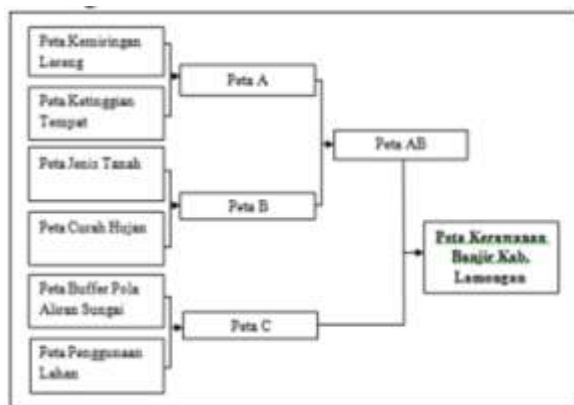 Peta Kemiringan
Lereng
Peta Ketinggian
Tempat
Peta A
Peta Jenis Tanah
Peta Curah Hujan
Peta B
Peta AB
Peta Buffer Pola
Aliran Sungai
Peta Penggunaan
Lahan
Peta C
Peta Kerawanan
Banjir Kab.
Lamongan